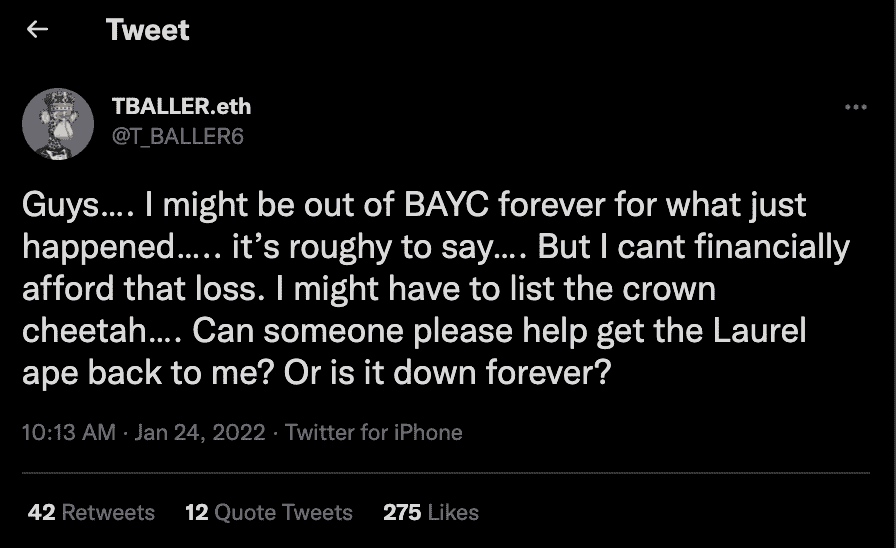 ← Tweet
TBALLER.eth
@T_BALLER6
Guys.... I might be out of BAYC forever for what just
happened..... it’s roughy to say.... But I cant financially
afford that loss. I might have to list the crown
cheetah.... Can someone please help get the Laurel
ape back to me? Or is it down forever?
10:13 AM · Jan 24, 2022 · Twitter for iPhone
42 Retweets 12 Quote Tweets 275 Likes